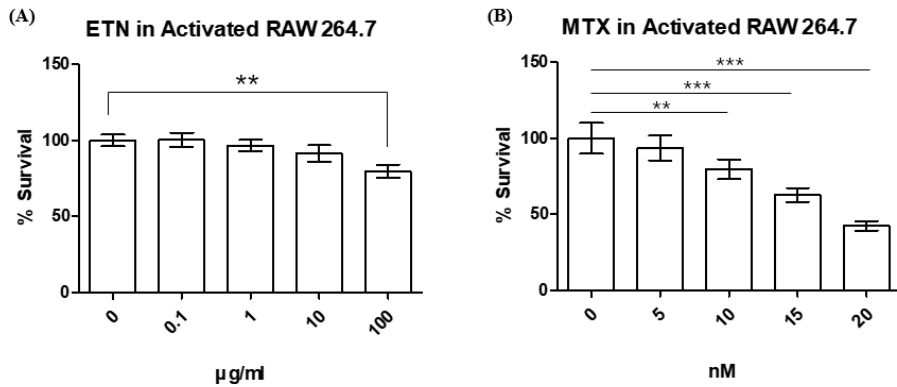 (A)
ETN in Activated RAW 264.7
**
150
100
50
0
% Survival
0
0.1
1
10
100
µg/ml
(B)
MTX in Activated RAW 264.7
***
***
**
150
100
50
0
% Survival
0
5
10
15
20
nM